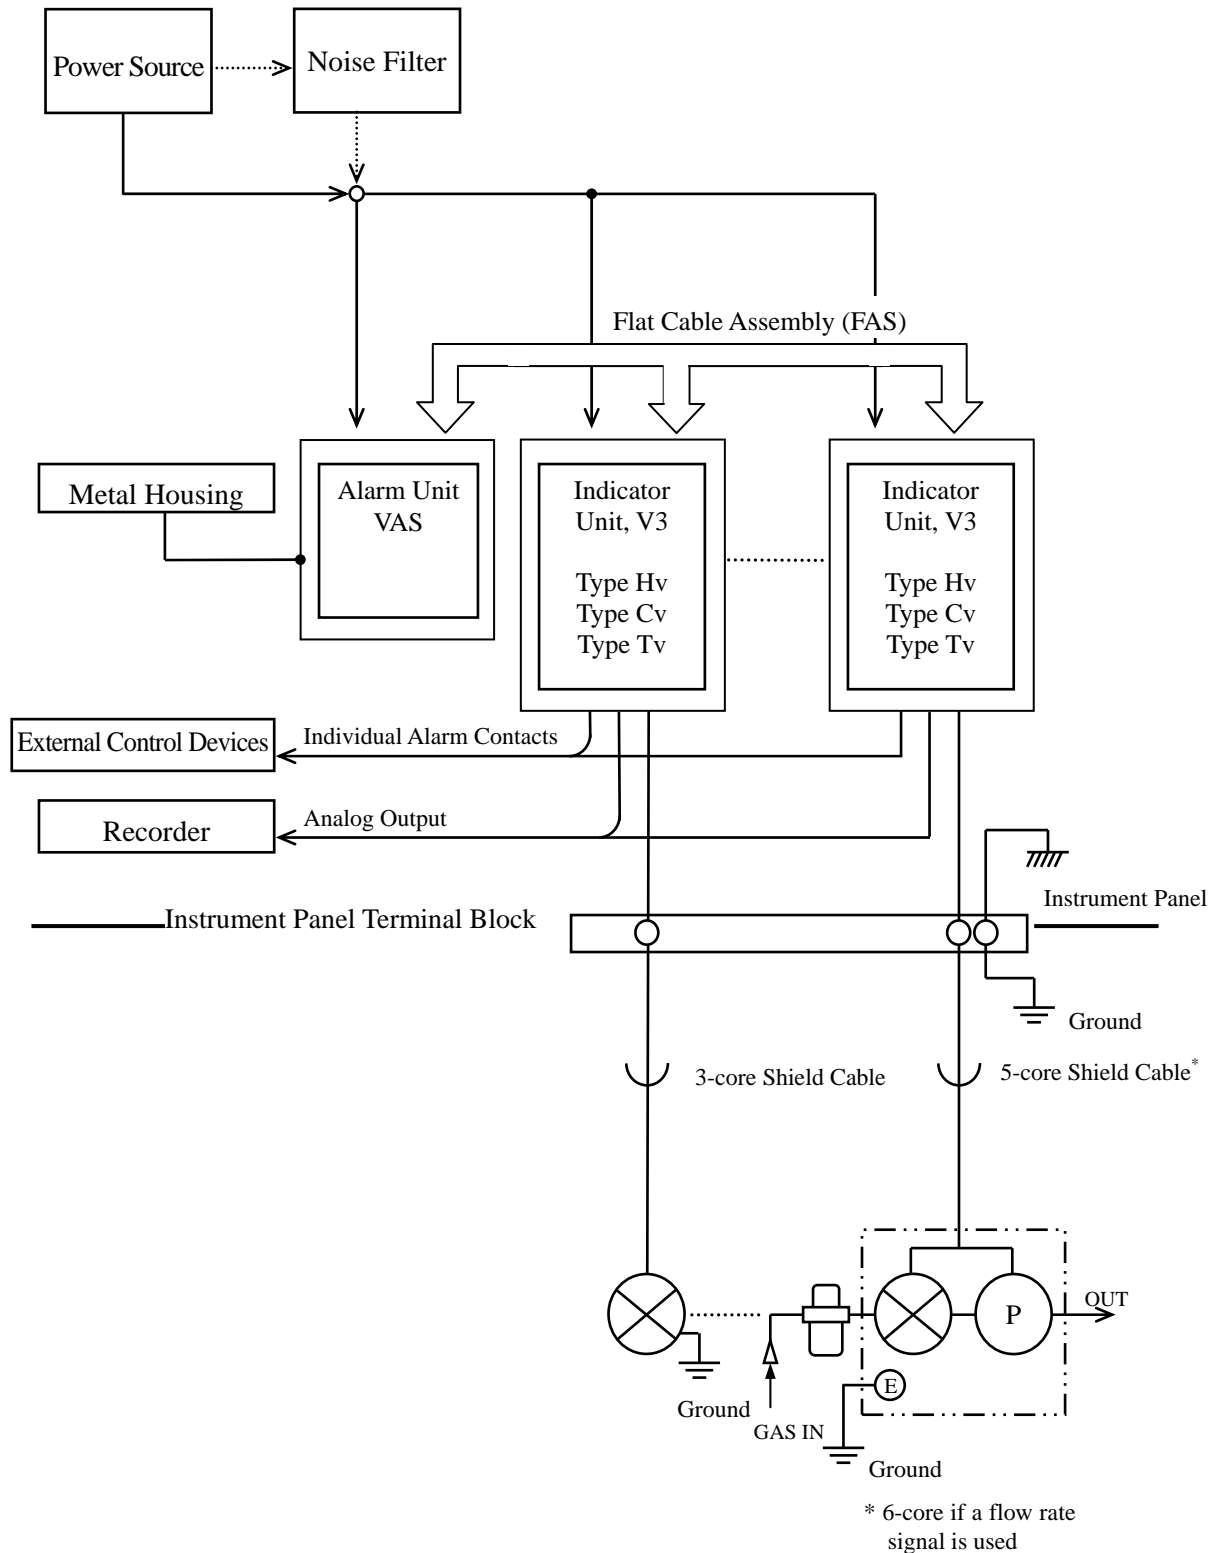 Power Source
Noise Filter
Flat Cable Assembly (FAS)
Metal Housing
Alarm Unit
VAS
Indicator
Unit, V3
Type Hv
Type Cv
Type Tv
Indicator
Unit, V3
Type Hv
Type Cv
Type Tv
External Control Devices
Individual Alarm Contacts
Recorder
Analog Output
Instrument Panel
Instrument Panel Terminal Block
Ground
3-core Shield Cable
5-core Shield Cable*
P
OUT
E
Ground
GAS IN
Ground
* 6-core if a flow rate
signal is used